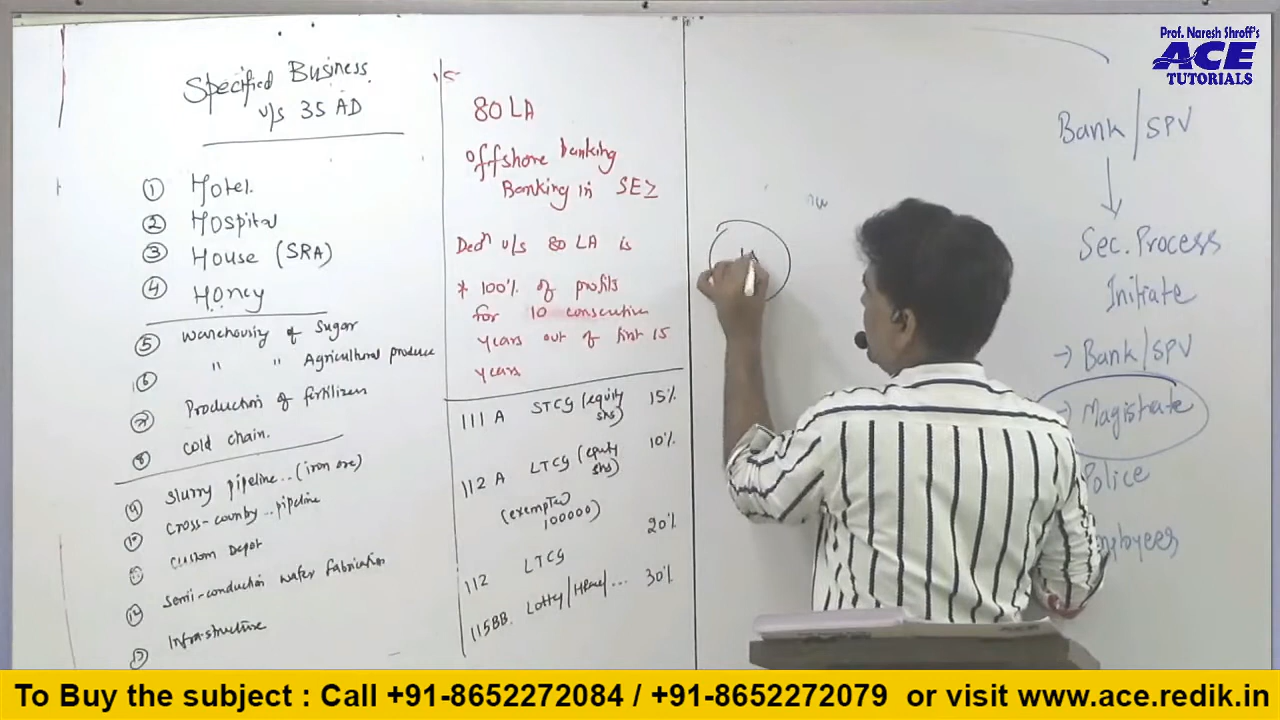 Prof. Naresh Shroff's
ACE
TUTORIALS
Specified Business
u/s 35 AD
① Hotel.
② Hospital
③ House (SRA)
④ Honey
⑤ Warehousing of Sugar
⑥ " " Agricultural produce
⑦ Production of fertilizers
⑧ Cold chain.
⑨ Slurry pipeline.. (iron ore)
⑩ Cross-country.. pipeline
⑪ Custom Depot
⑫ Semi-conduction wafer fabrication
⑬ Infrastructure
80 LA
Offshore banking
Banking in SEZ
Dedn u/s 80 LA is
* 100% of profits
for 10 consecutive
years out of first 15
years
111 A STCG (equity shs) 15%
112 A LTCG (equity shs) 10%
(exempted 100000)
112 LTCG 20%
115BB. Lottery/Horse/... 30%
Bank/SPV
Sec. Process
Initiate
→ Bank/SPV
→ Magistrate
Police
To Buy the subject : Call +91-8652272084 / +91-8652272079 or visit www.ace.redik.in